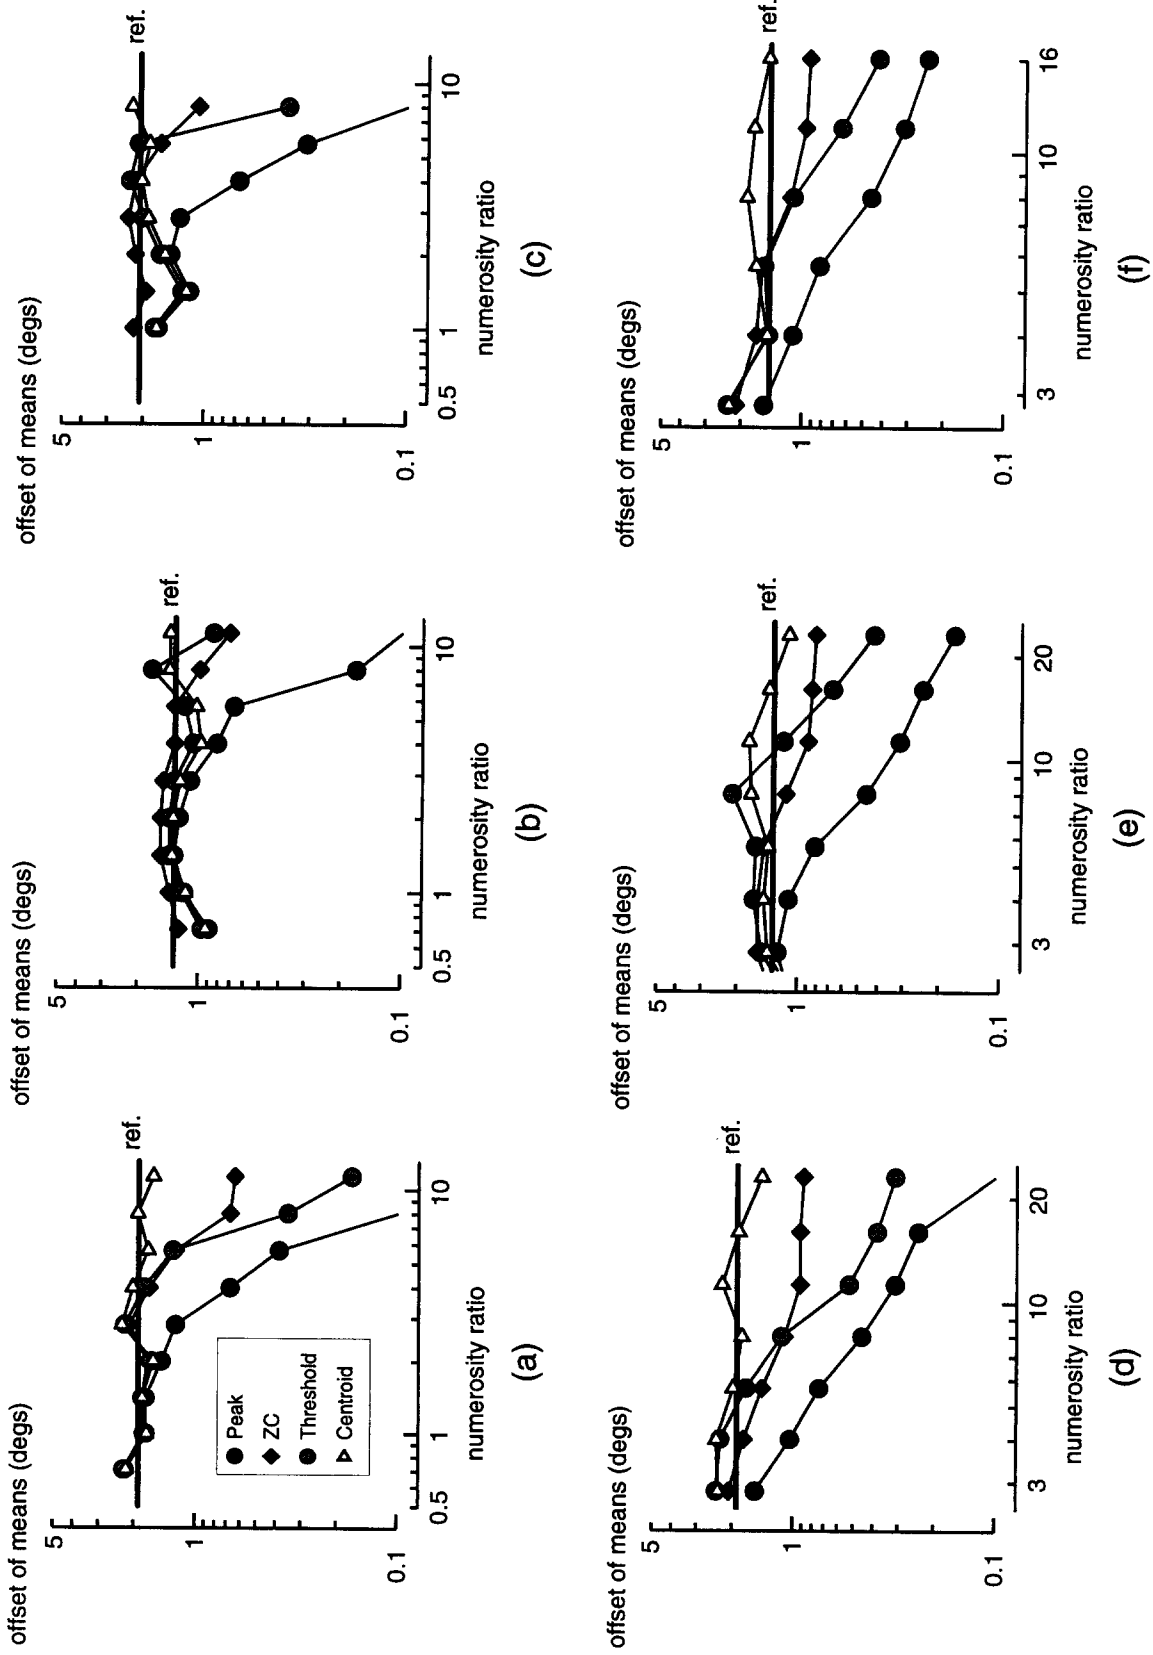 offset of means (degs)
5
1
0.1
ref.
Peak
ZC
Threshold
Centroid
0.5
1
10
numerosity ratio
(a)
offset of means (degs)
5
1
0.1
ref.
0.5
1
10
numerosity ratio
(b)
offset of means (degs)
5
1
0.1
ref.
0.5
1
10
numerosity ratio
(c)
offset of means (degs)
5
1
0.1
ref.
3
10
20
numerosity ratio
(d)
offset of means (degs)
5
1
0.1
ref.
3
10
20
numerosity ratio
(e)
offset of means (degs)
5
1
0.1
ref.
3
10
16
numerosity ratio
(f)